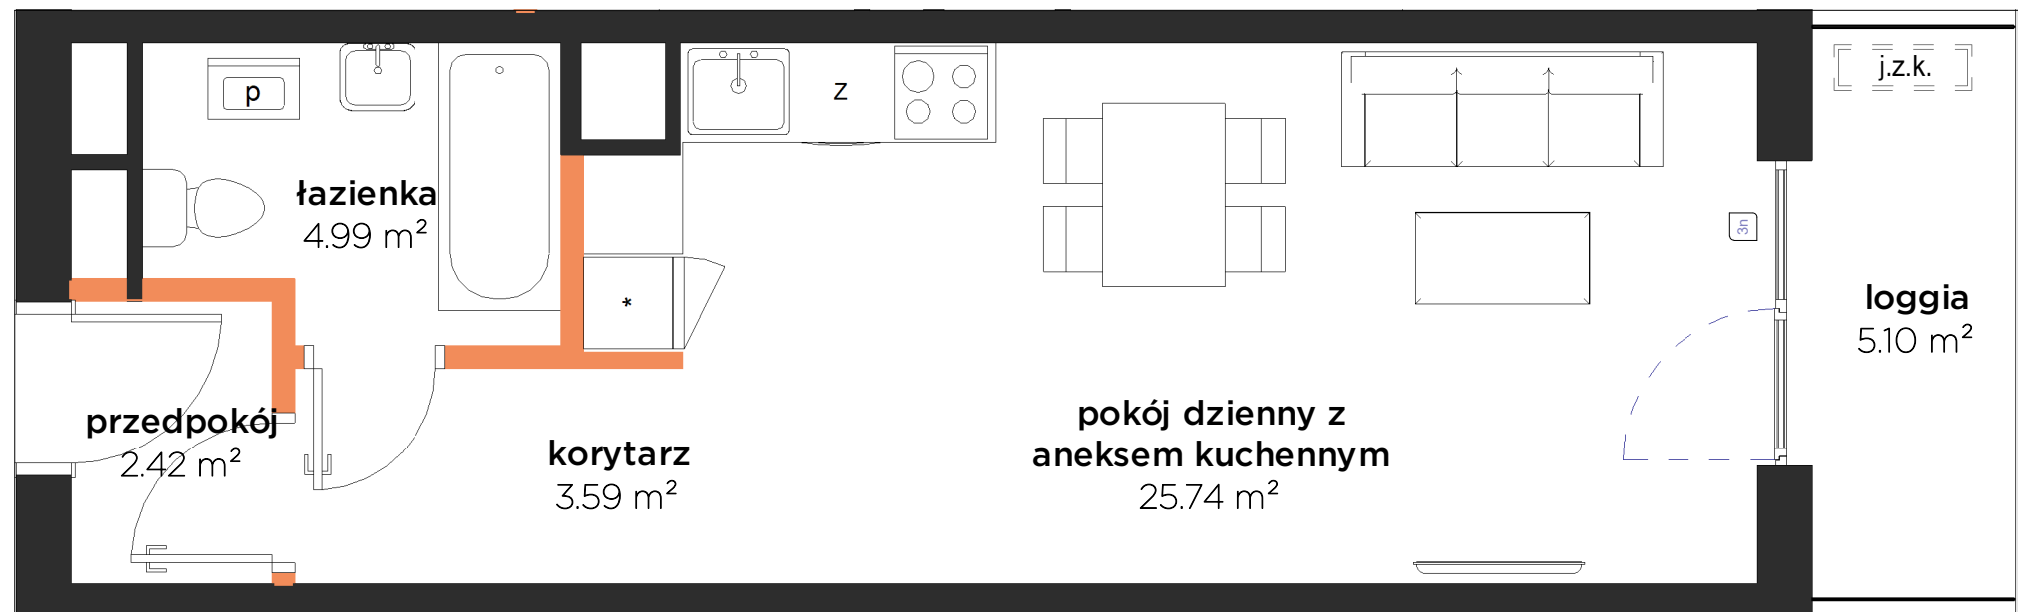 p
z
j.z.k.
łazienka
4.99 m²
3n
*
loggia
5.10 m²
przedpokój
2.42 m²
korytarz
3.59 m²
pokój dzienny z
aneksem kuchennym
25.74 m²